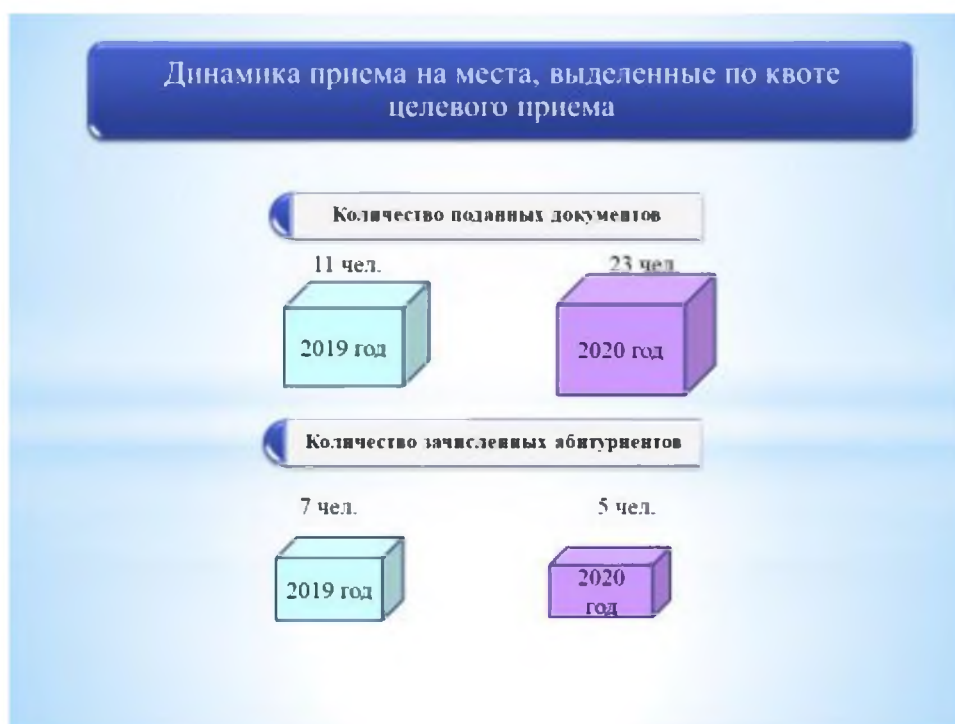 Динамика приема на места, выделенные по квоте
целевого приема
Количество поданных документов
11 чел.
23 чел.
2019 год
2020 год
Количество зачисленных абитуриентов
7 чел.
5 чел.
2019 год
2020
год